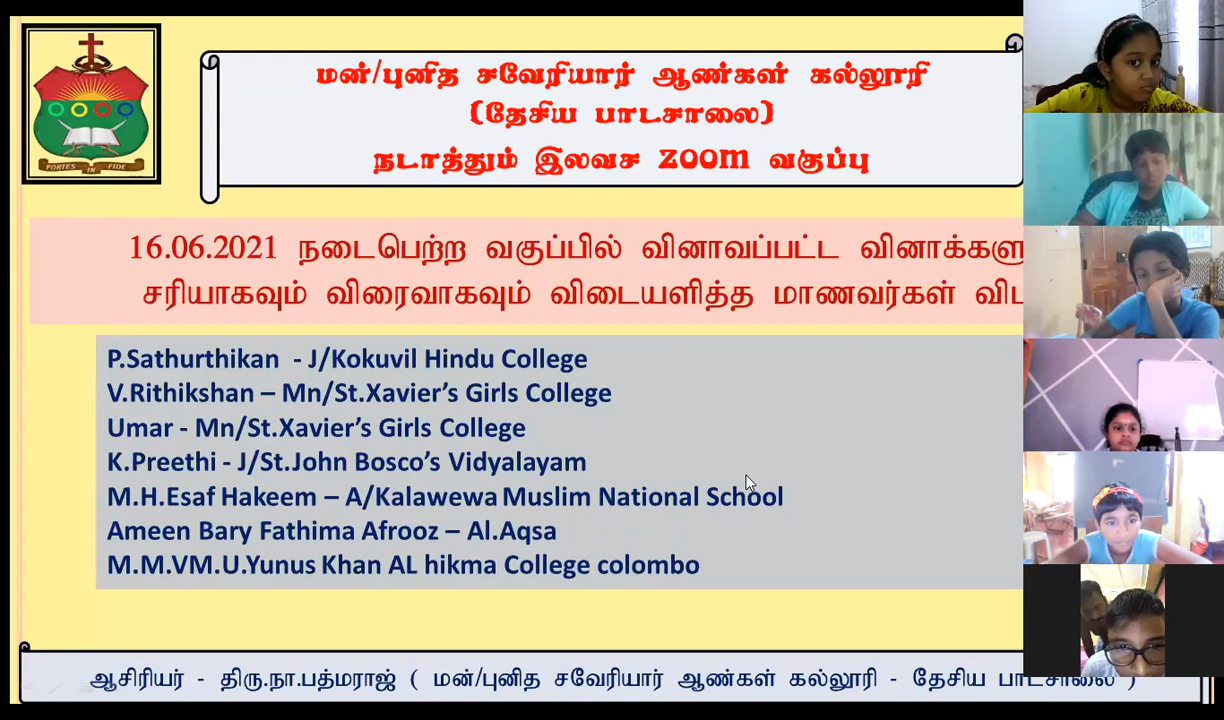 மன்/புனித சவேரியார் ஆண்கள் கல்லூரி
(தேசிய பாடசாலை)
நடாத்தும் இலவச ZOOM வகுப்பு
FORTES IN FIDE
16.06.2021 நடைபெற்ற வகுப்பில் வினாவப்பட்ட
சரியாகவும் விரைவாகவும் விடையளித்த மாணவர்கள்
P.Sathurthikan - J/Kokuvil Hindu College
V.Rithikshan – Mn/St.Xavier’s Girls College
Umar - Mn/St.Xavier’s Girls College
K.Preethi - J/St.John Bosco’s Vidyalayam
M.H.Esaf Hakeem – A/Kalawewa Muslim National School
Ameen Bary Fathima Afrooz – Al.Aqsa
M.M.VM.U.Yunus Khan AL hikma College colombo
ஆசிரியர் - திரு.நா.பத்மராஜ் ( மன்/புனித சவேரியார் ஆண்கள் கல்லூரி - தேசிய பாடசாலை )